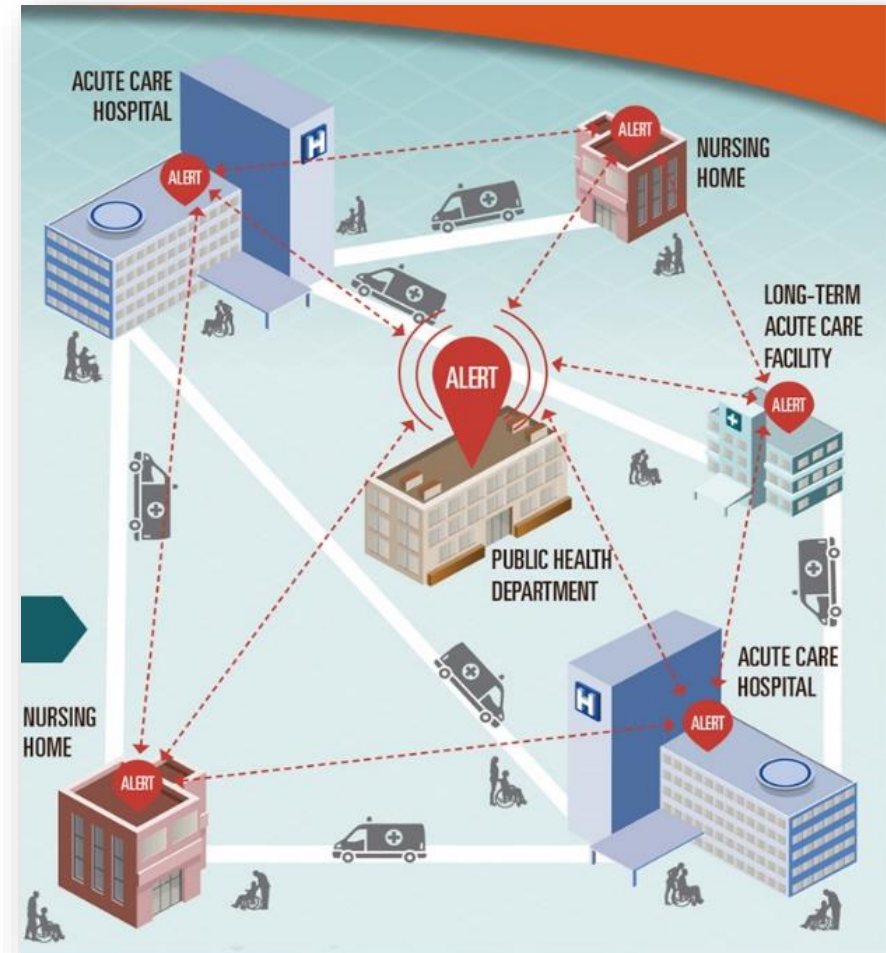 ACUTE CARE
HOSPITAL
H
ALERT
ALERT
NURSING
HOME
LONG-TERM
ACUTE CARE
FACILITY
ALERT
ALERT
PUBLIC HEALTH
DEPARTMENT
ACUTE CARE
HOSPITAL
H
ALERT
NURSING
HOME
ALERT